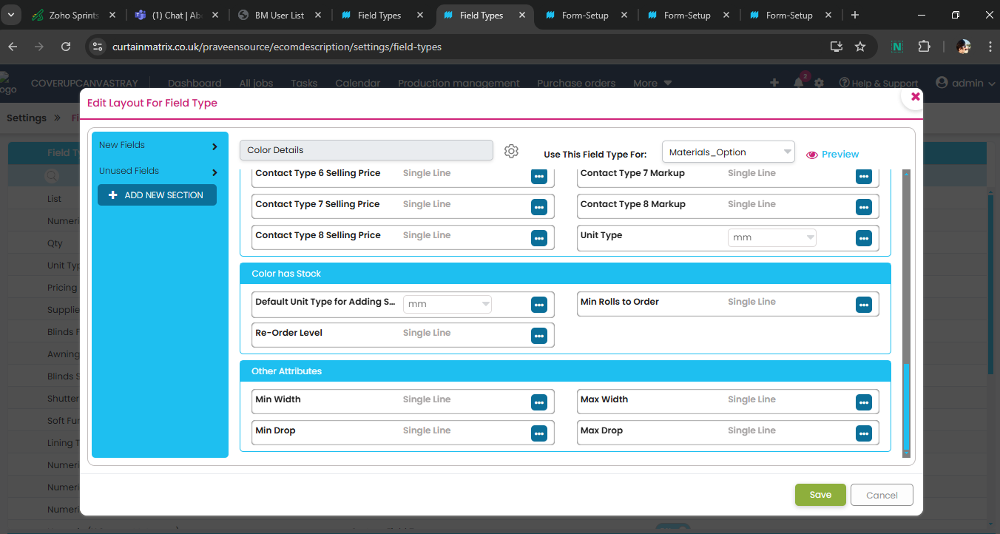 Zoho Sprints
(1) Chat | Ab
BM User List
Field Types
Field Types
Form-Setup
Form-Setup
Form-Setup
curtainmatrix.co.uk/praveensource/ecomdescription/settings/field-types
N
ogo
COVERUPCANVASTRAY
Dashboard
All jobs
Tasks
Calendar
Production management
Purchase orders
More
2
Help & Support
admin
Edit Layout For Field Type
Settings
Field Ty
List
Numeri
Qty
Unit Typ
Pricing
Supplie
Blinds F
Awning
Blinds S
Shutter
Soft Fur
Lining T
Numeri
Numeri
Numeri
New Fields
Unused Fields
ADD NEW SECTION
Color Details
Use This Field Type For:
Materials_Option
Preview
Contact Type 6 Selling Price Single Line
Contact Type 7 Markup Single Line
Contact Type 7 Selling Price Single Line
Contact Type 8 Markup Single Line
Contact Type 8 Selling Price Single Line
Unit Type mm
Color has Stock
Default Unit Type for Adding S... mm
Min Rolls to Order Single Line
Re-Order Level Single Line
Other Attributes
Min Width Single Line
Max Width Single Line
Min Drop Single Line
Max Drop Single Line
Save
Cancel